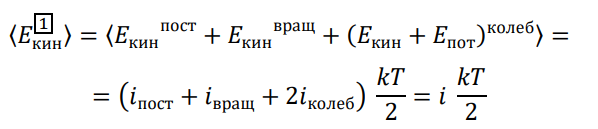 ⟨E_кин^[1]⟩ = ⟨E_кин^пост + E_кин^вращ + (E_кин + E_пот)^колеб⟩ =
= (i_пост + i_вращ + 2i_колеб) kT/2 = i kT/2